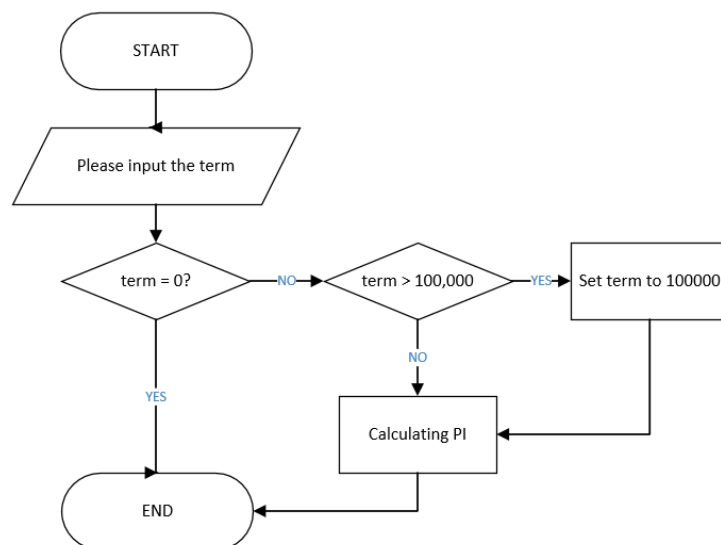 START
Please input the term
term = 0?
NO
term > 100,000
YES
Set term to 100000
NO
YES
Calculating PI
END